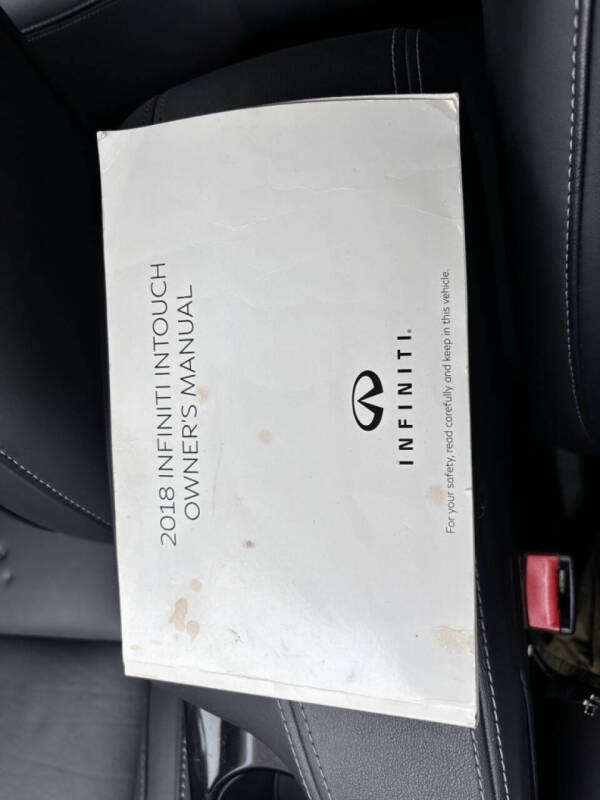 2018 INFINITI INTOUCH
OWNER'S MANUAL
INFINITI®
For your safety, read carefully and keep in this vehicle.